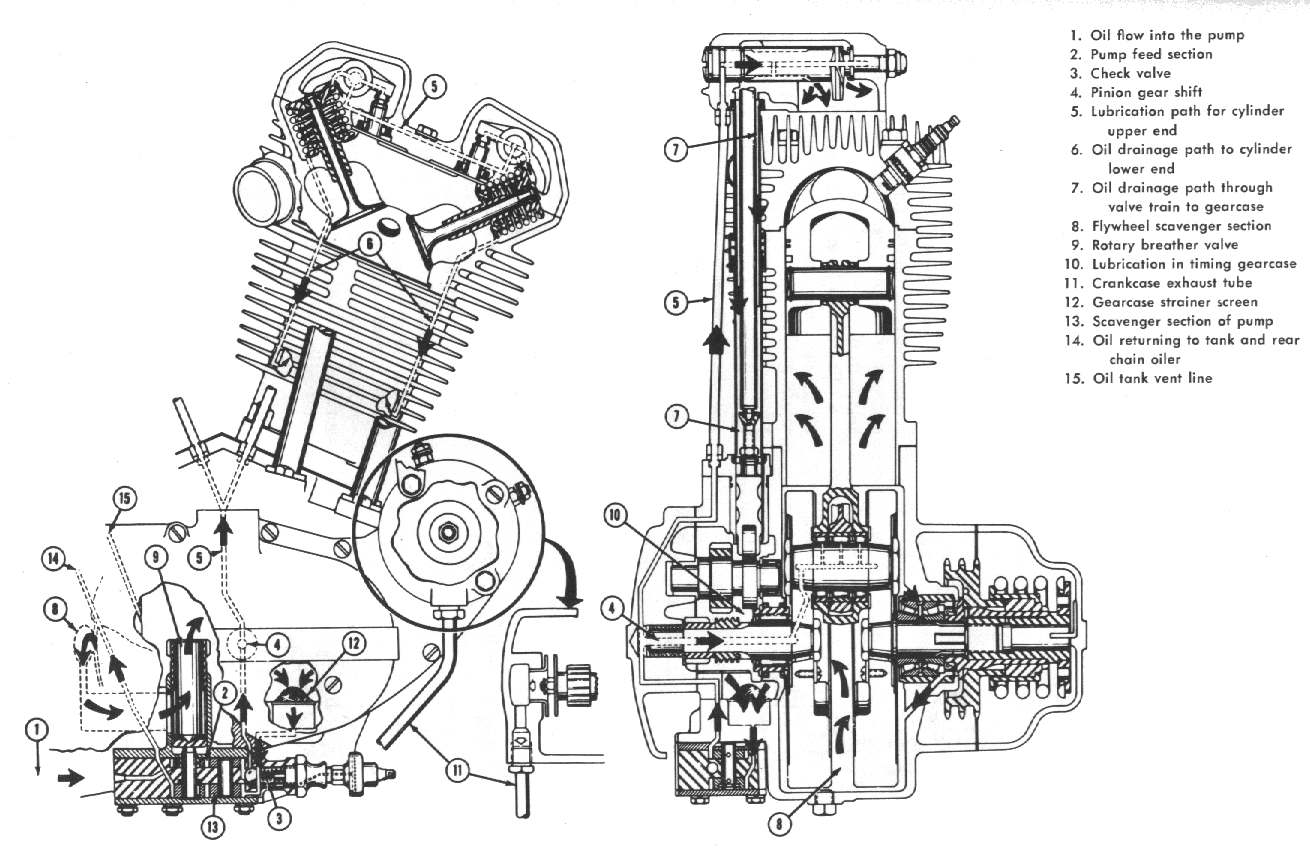 1. Oil flow into the pump
2. Pump feed section
3. Check valve
4. Pinion gear shift
5. Lubrication path for cylinder
upper end
6. Oil drainage path to cylinder
lower end
7. Oil drainage path through
valve train to gearcase
8. Flywheel scavenger section
9. Rotary breather valve
10. Lubrication in timing gearcase
11. Crankcase exhaust tube
12. Gearcase strainer screen
13. Scavenger section of pump
14. Oil returning to tank and rear
chain oiler
15. Oil tank vent line
5
6
15
14
9
5
8
4
12
2
1
11
3
13
7
5
7
10
4
8